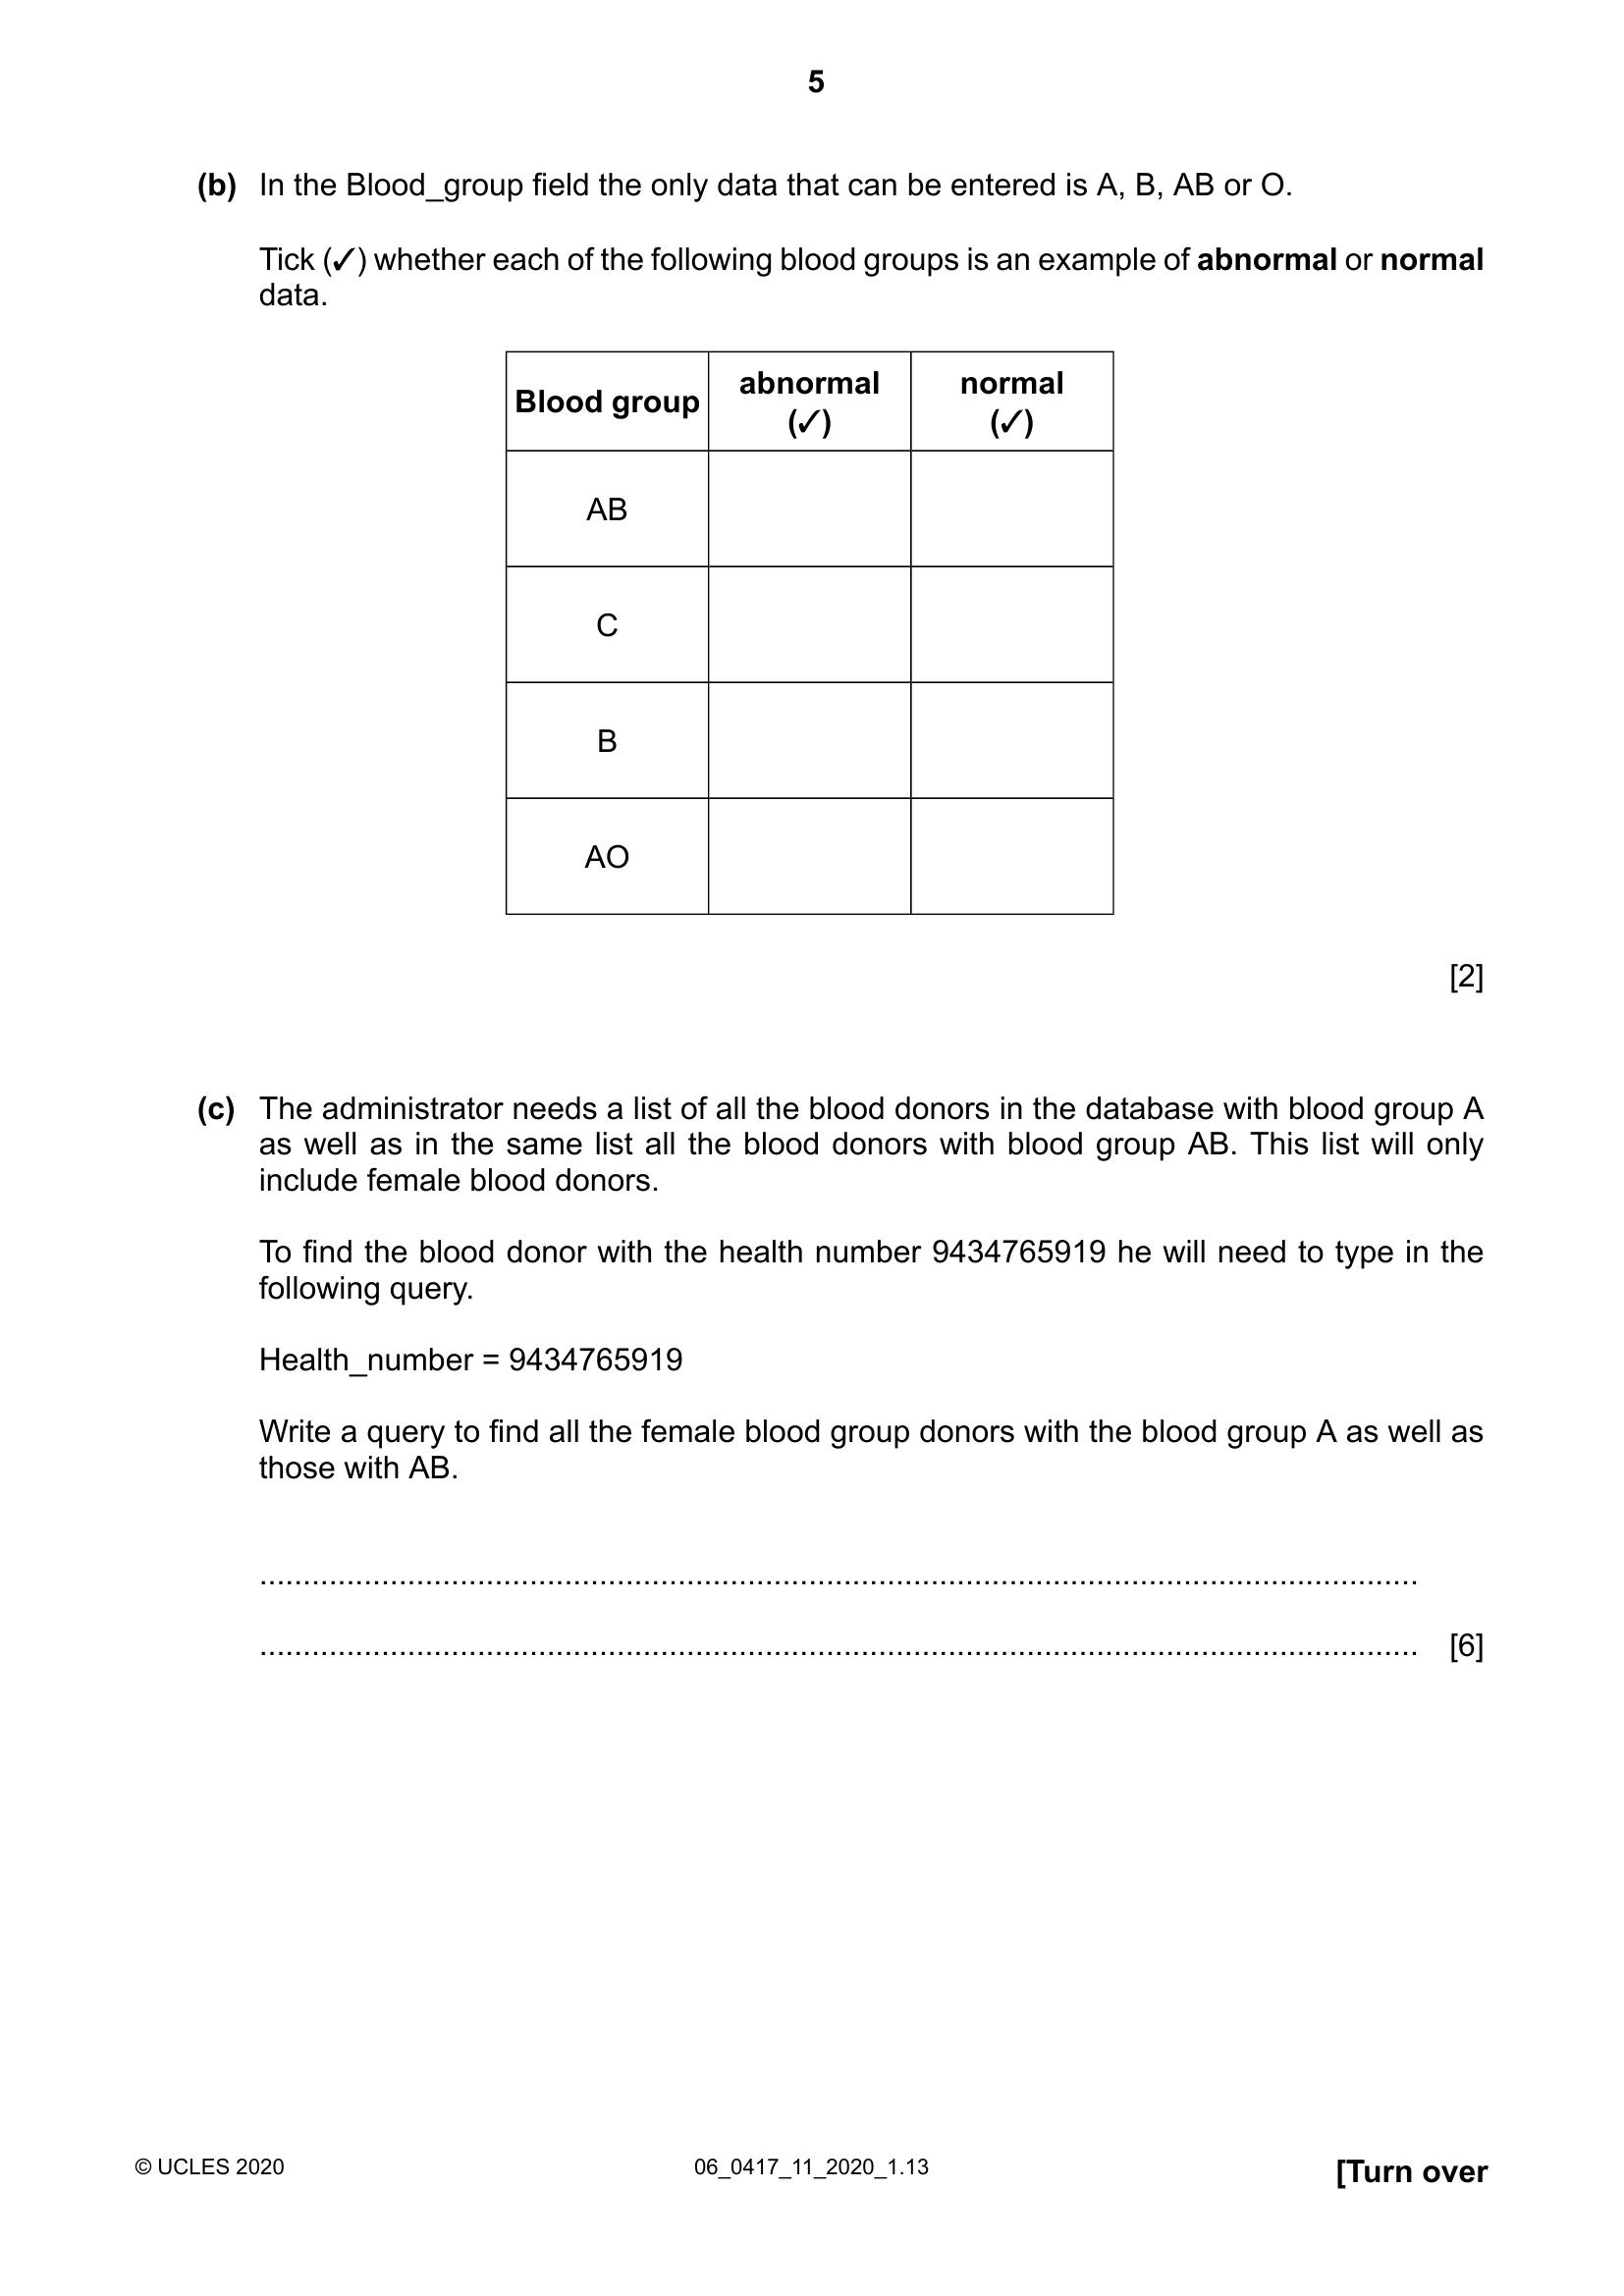 5
(b) In the Blood_group field the only data that can be entered is A, B, AB or O.
Tick (✓) whether each of the following blood groups is an example of abnormal or normal
data.
Blood group abnormal (✓) normal (✓)
AB
C
B
AO
[2]
(c) The administrator needs a list of all the blood donors in the database with blood group A
as well as in the same list all the blood donors with blood group AB. This list will only
include female blood donors.
To find the blood donor with the health number 9434765919 he will need to type in the
following query.
Health_number = 9434765919
Write a query to find all the female blood group donors with the blood group A as well as
those with AB.
[6]
© UCLES 2020 06_0417_11_2020_1.13 [Turn over